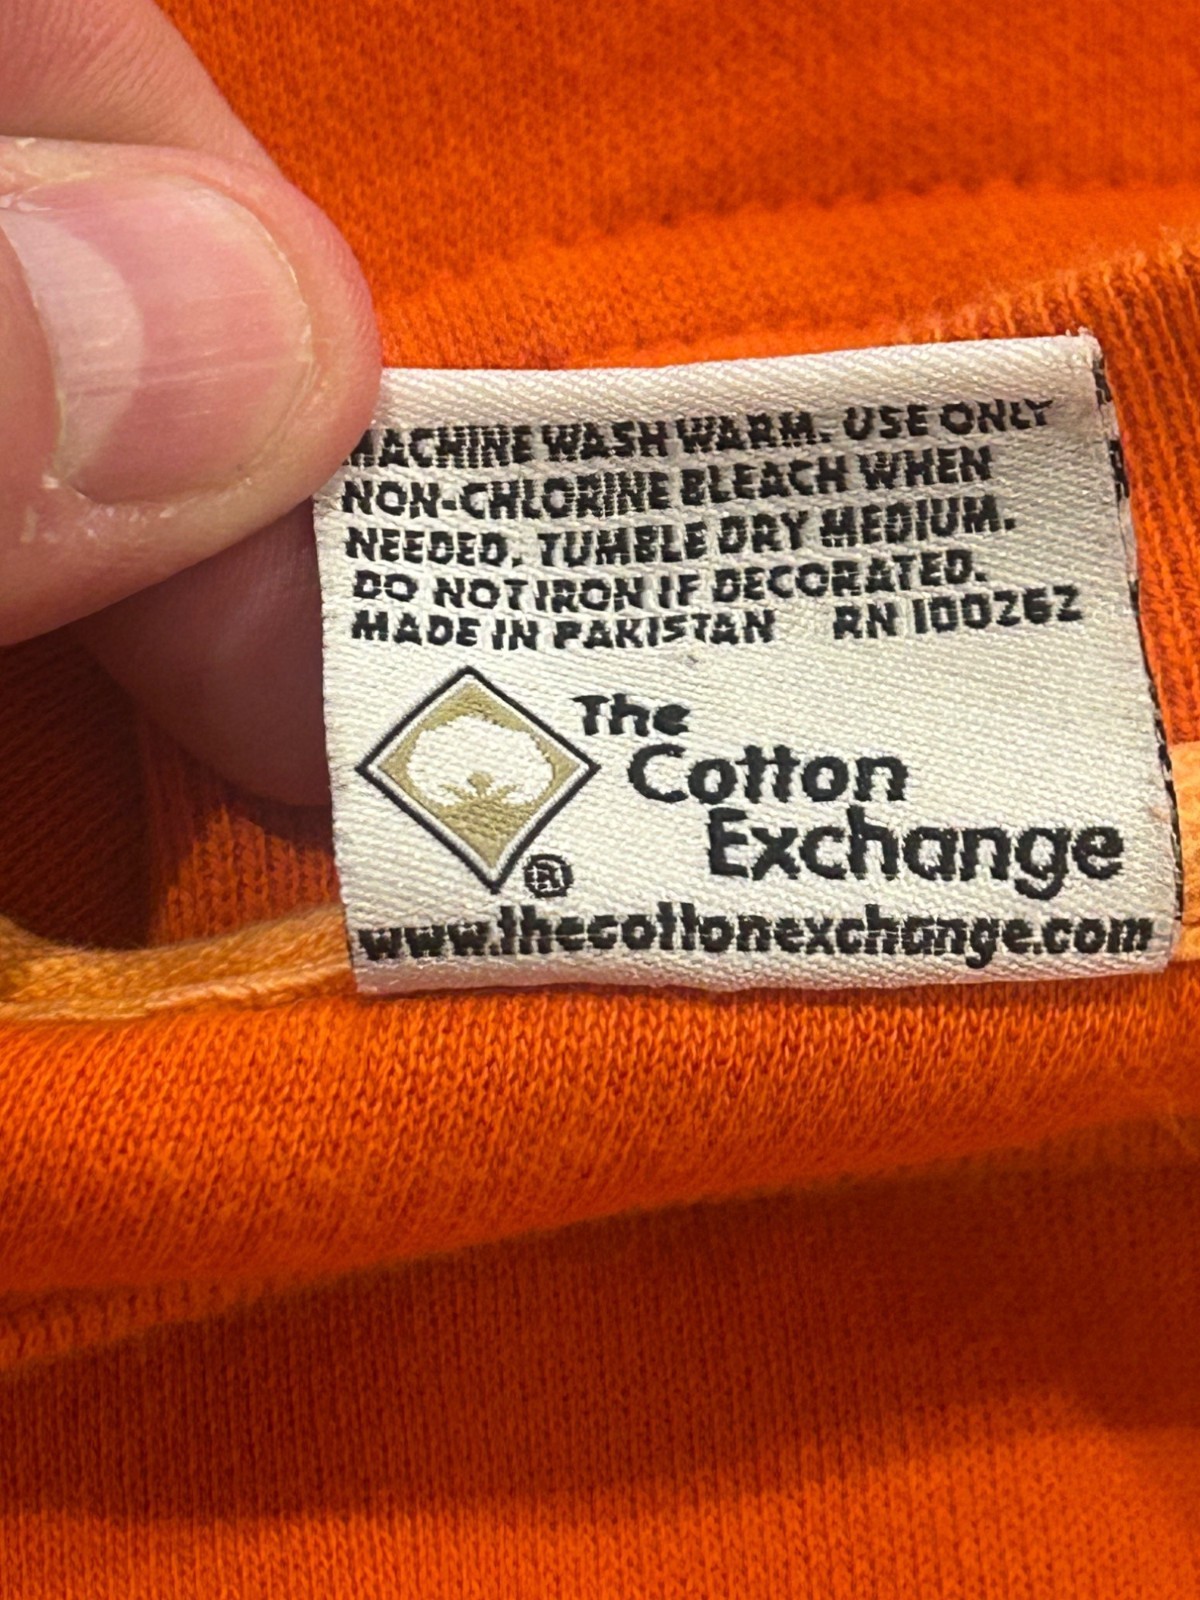 MACHINE WASH WARM. USE ONLY
NON-CHLORINE BLEACH WHEN
NEEDED, TUMBLE DRY MEDIUM.
DO NOT IRON IF DECORATED.
MADE IN PAKISTAN RN 100262
The
Cotton
Exchange
®
www.thecottonexchange.com